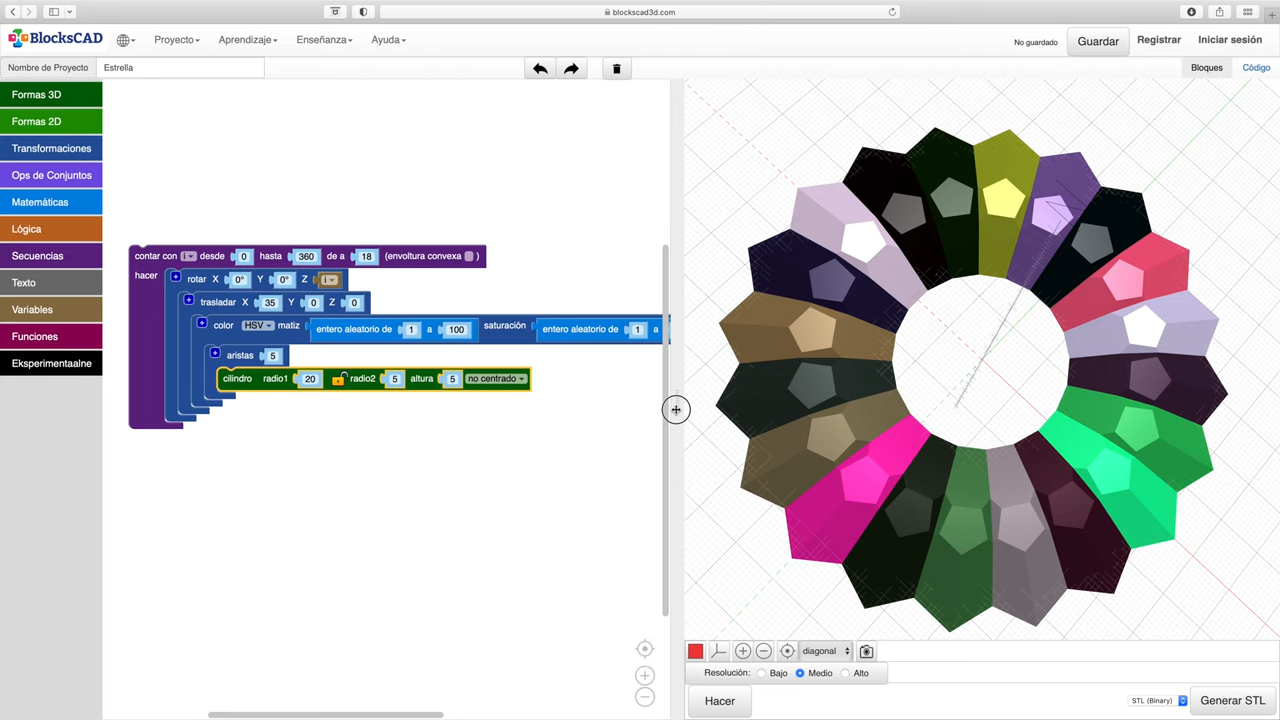 blockscad3d.com
BlocksCAD Proyecto Aprendizaje Enseñanza Ayuda No guardado Guardar Registrar Iniciar sesión
Nombre de Proyecto Estrella Bloques Código
Formas 3D
Formas 2D
Transformaciones
Ops de Conjuntos
Matemáticas
Lógica
Secuencias
Texto
Variables
Funciones
Eksperimentaalne
contar con i desde 0 hasta 360 de a 18 (envoltura convexa )
hacer
rotar X 0° Y 0° Z i
trasladar X 35 Y 0 Z 0
color HSV matiz entero aleatorio de 1 a 100 saturación entero aleatorio de 1 a
aristas 5
cilindro radio1 20 radio2 5 altura 5 no centrado
diagonal
Resolución: Bajo Medio Alto
Hacer STL (Binary) Generar STL